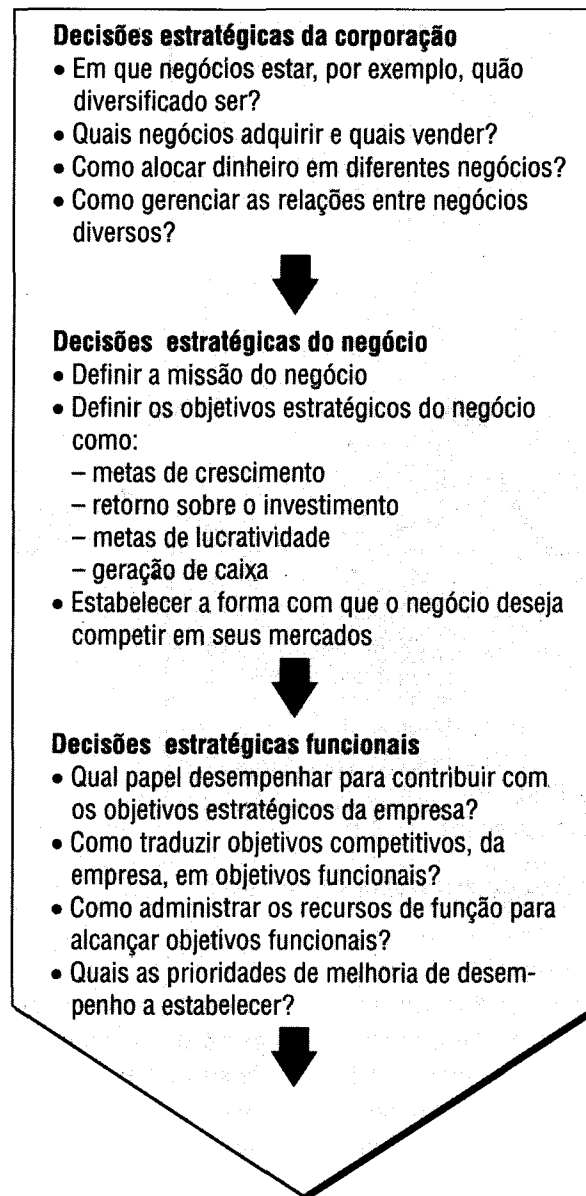 Decisões estratégicas da corporação
• Em que negócios estar, por exemplo, quão
diversificado ser?
• Quais negócios adquirir e quais vender?
• Como alocar dinheiro em diferentes negócios?
• Como gerenciar as relações entre negócios
diversos?
Decisões estratégicas do negócio
• Definir a missão do negócio
• Definir os objetivos estratégicos do negócio
como:
– metas de crescimento
– retorno sobre o investimento
– metas de lucratividade
– geração de caixa
• Estabelecer a forma com que o negócio deseja
competir em seus mercados
Decisões estratégicas funcionais
• Qual papel desempenhar para contribuir com
os objetivos estratégicos da empresa?
• Como traduzir objetivos competitivos, da
empresa, em objetivos funcionais?
• Como administrar os recursos de função para
alcançar objetivos funcionais?
• Quais as prioridades de melhoria de desem-
penho a estabelecer?